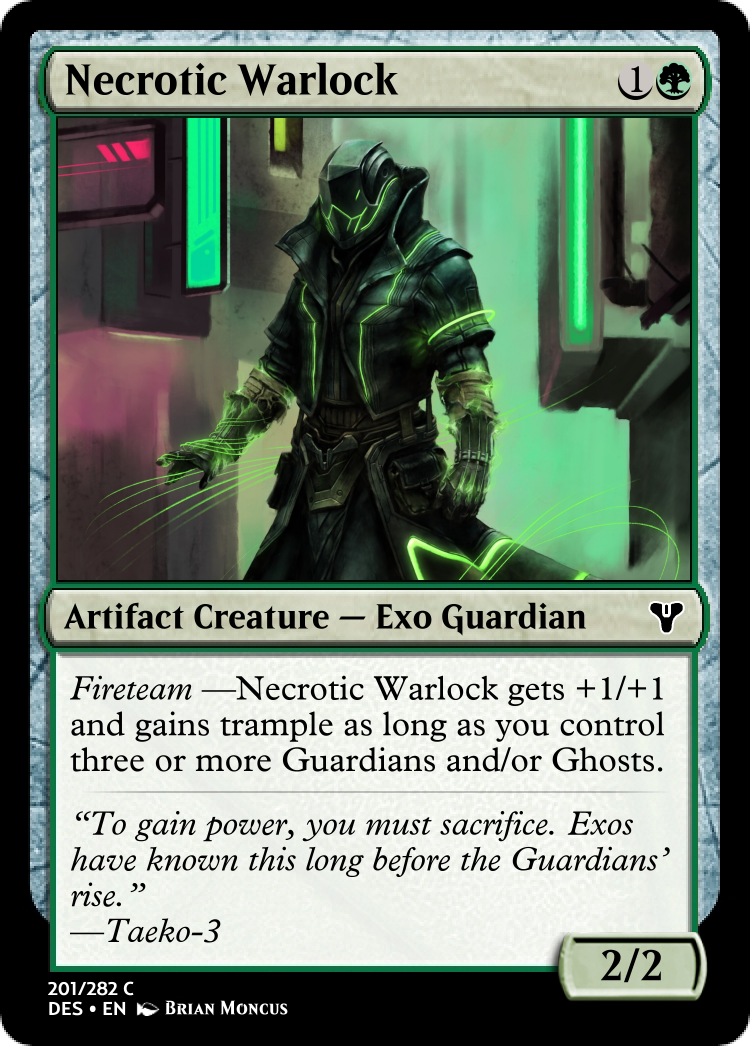 Necrotic Warlock 1
Artifact Creature — Exo Guardian
Fireteam —Necrotic Warlock gets +1/+1
and gains trample as long as you control
three or more Guardians and/or Ghosts.
“To gain power, you must sacrifice. Exos
have known this long before the Guardians’
rise.”
—Taeko-3
2/2
201/282 C
DES • EN Brian Moncus